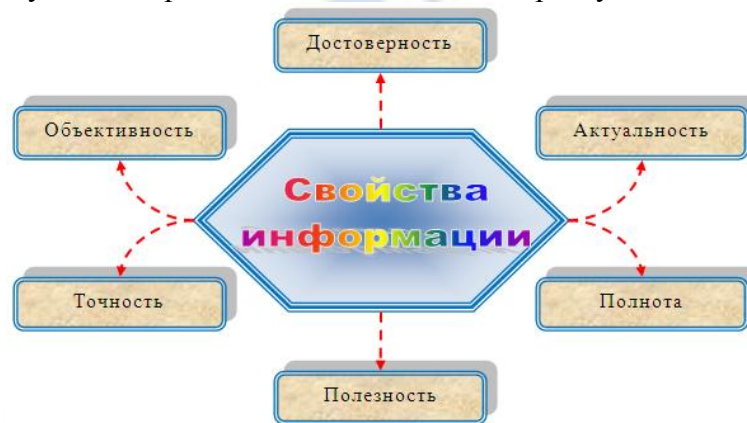 Достоверность
Объективность
Актуальность
Свойства
информации
Точность
Полнота
Полезность